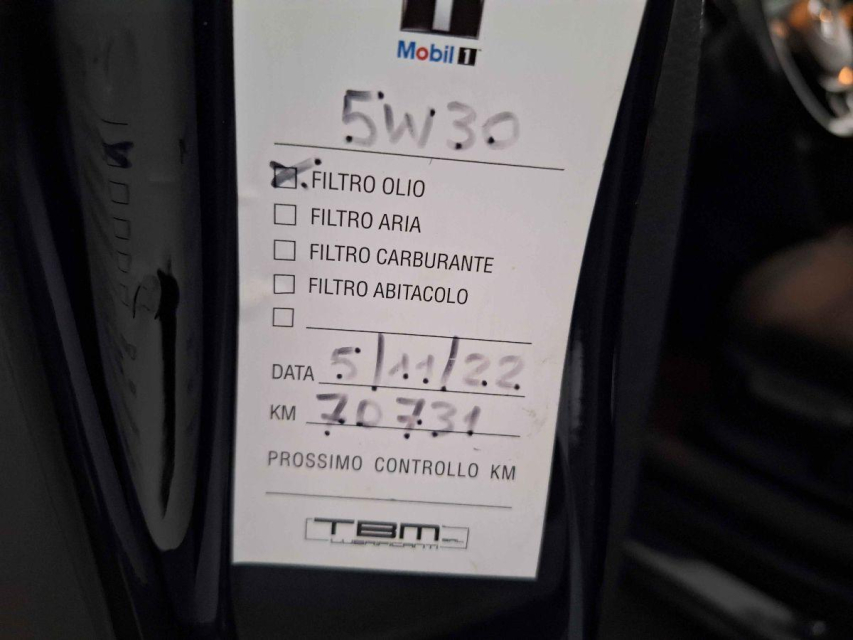 Mobil 1
5W30
FILTRO OLIO
FILTRO ARIA
FILTRO CARBURANTE
FILTRO ABITACOLO
DATA 5/11/22
KM 70731
PROSSIMO CONTROLLO KM
TBM
LUBRIFICANTI